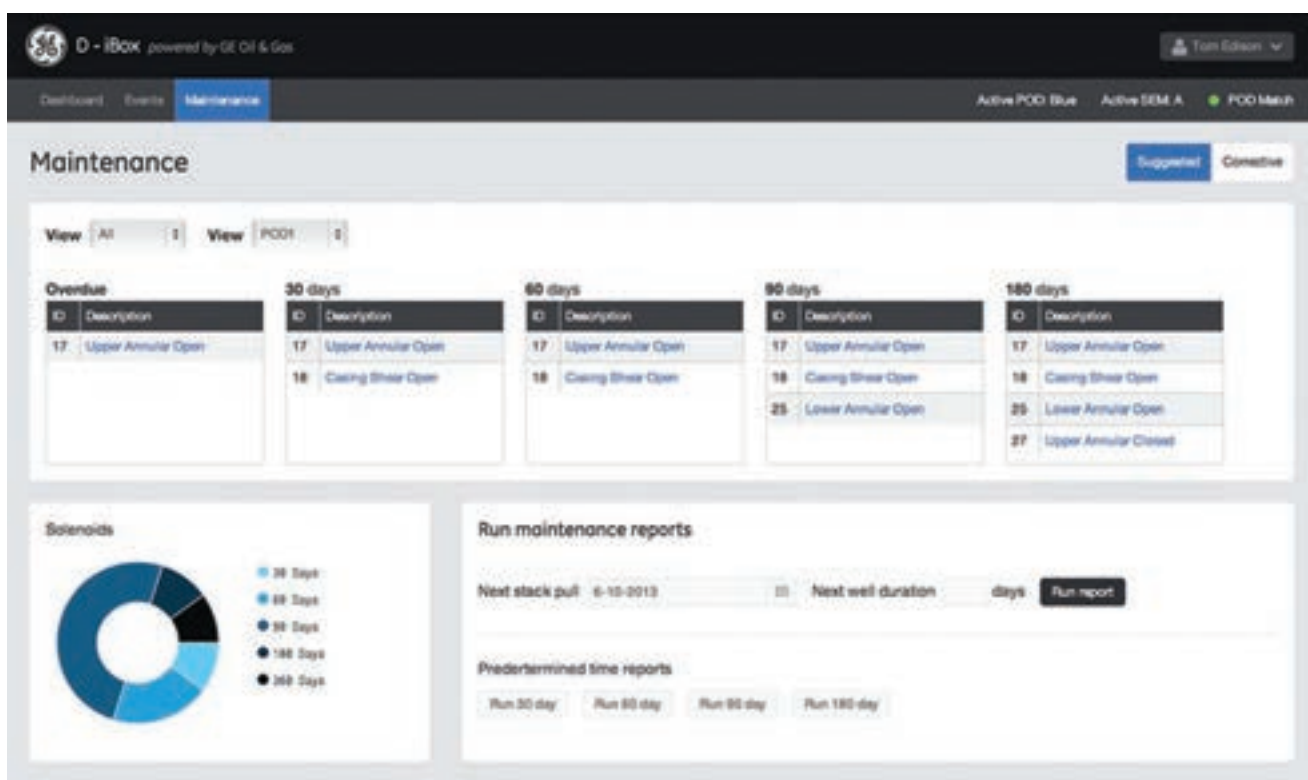 D - iBox powered by GE Oil & Gas
Tom Edison
Dashboard Events Maintenance
Active POD: Blue Active SEM: A POD Match
Maintenance
Suggested Corrective
View All View POD1
Overdue 30 days 60 days 90 days 180 days
ID Description ID Description ID Description ID Description ID Description
17 Upper Annular Open 17 Upper Annular Open 17 Upper Annular Open 17 Upper Annular Open 17 Upper Annular Open
18 Casing Shear Open 18 Casing Shear Open 18 Casing Shear Open 18 Casing Shear Open
25 Lower Annular Open 25 Lower Annular Open
27 Upper Annular Closed
Solenoids
30 Days
60 Days
90 Days
180 Days
360 Days
Run maintenance reports
Next stack pull 6-10-2013 Next well duration days Run report
Predertermined time reports
Run 30 day Run 60 day Run 90 day Run 180 day